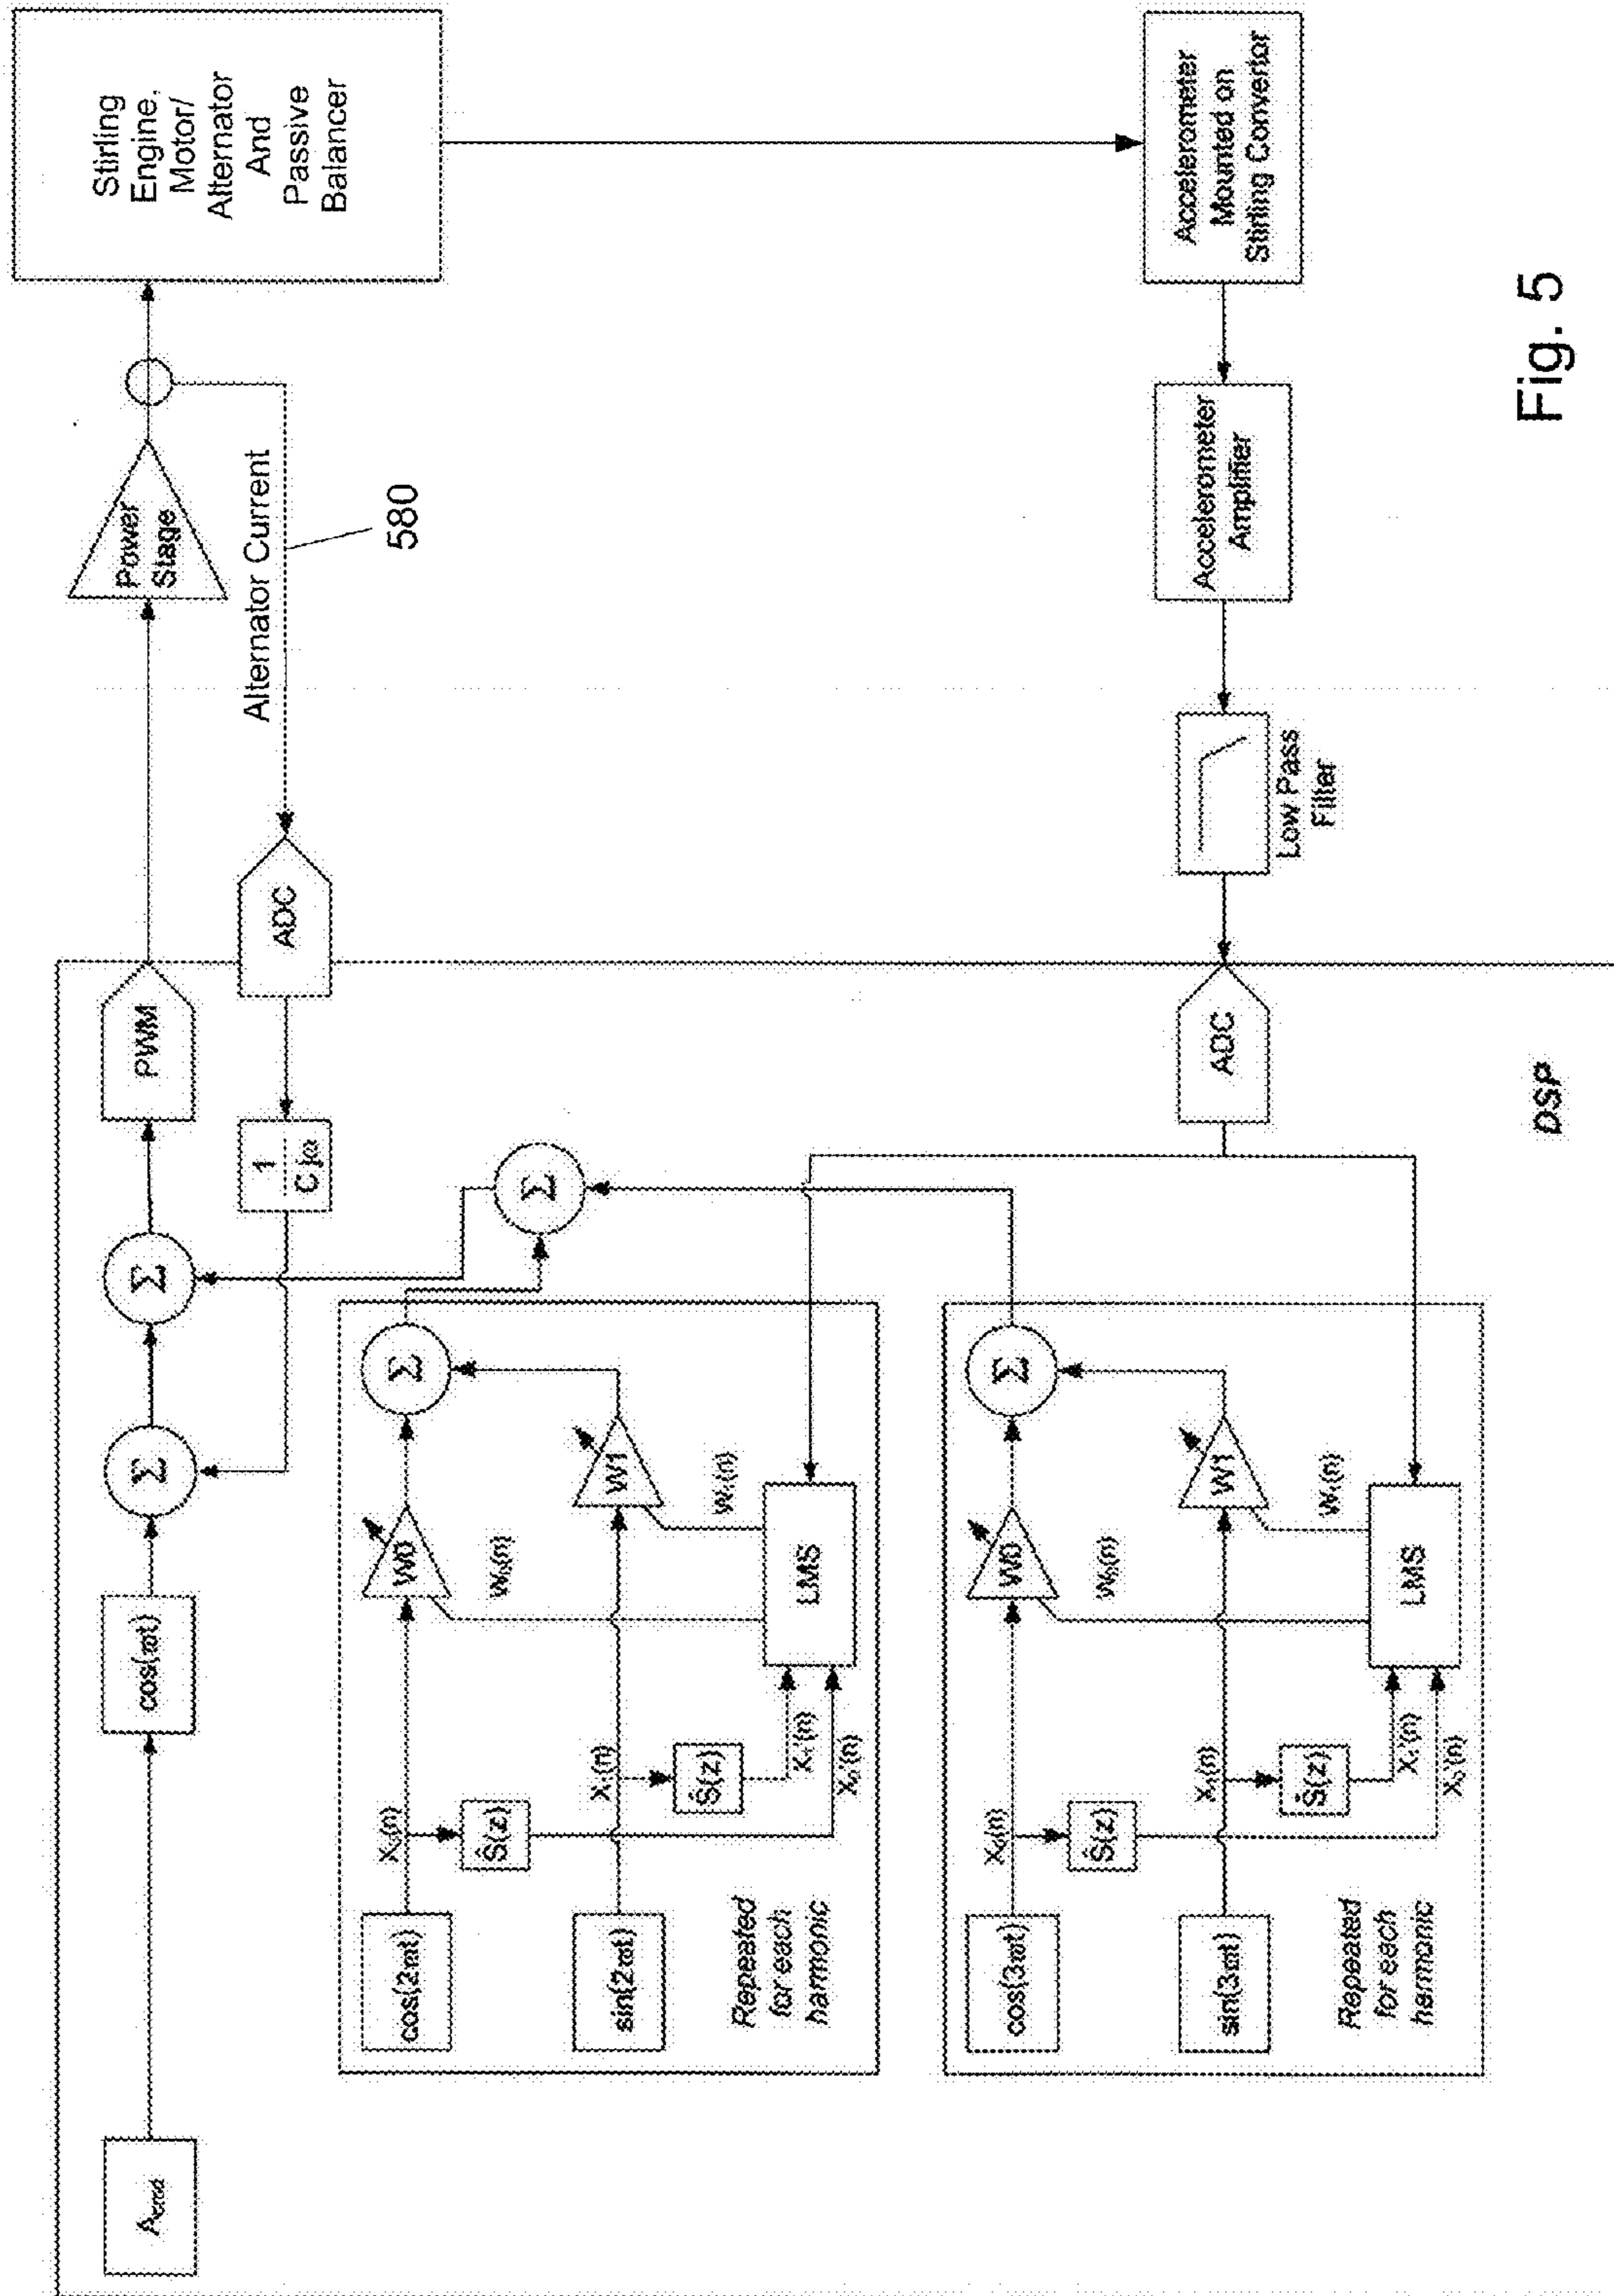 A_cmd
cos(ωt)
Σ
Σ
PWM
Power
Stage
Stirling
Engine,
Motor/
Alternator
And
Passive
Balancer
1
C jω
ADC
Alternator Current
580
Σ
cos(2ωt)
X₀(n)
Ŝ(z)
W0
W₀(n)
Σ
sin(2ωt)
X₁(n)
Ŝ(z)
W1
W₁(n)
X₁'(n)
X₀'(n)
LMS
Repeated
for each
harmonic
cos(3ωt)
X₀(n)
Ŝ(z)
W0
W₀(n)
Σ
sin(3ωt)
X₁(n)
Ŝ(z)
W1
W₁(n)
X₁'(n)
X₀'(n)
LMS
Repeated
for each
harmonic
ADC
Low Pass
Filter
Accelerometer
Amplifier
Accelerometer
Mounted on
Stirling Convertor
DSP
Fig. 5